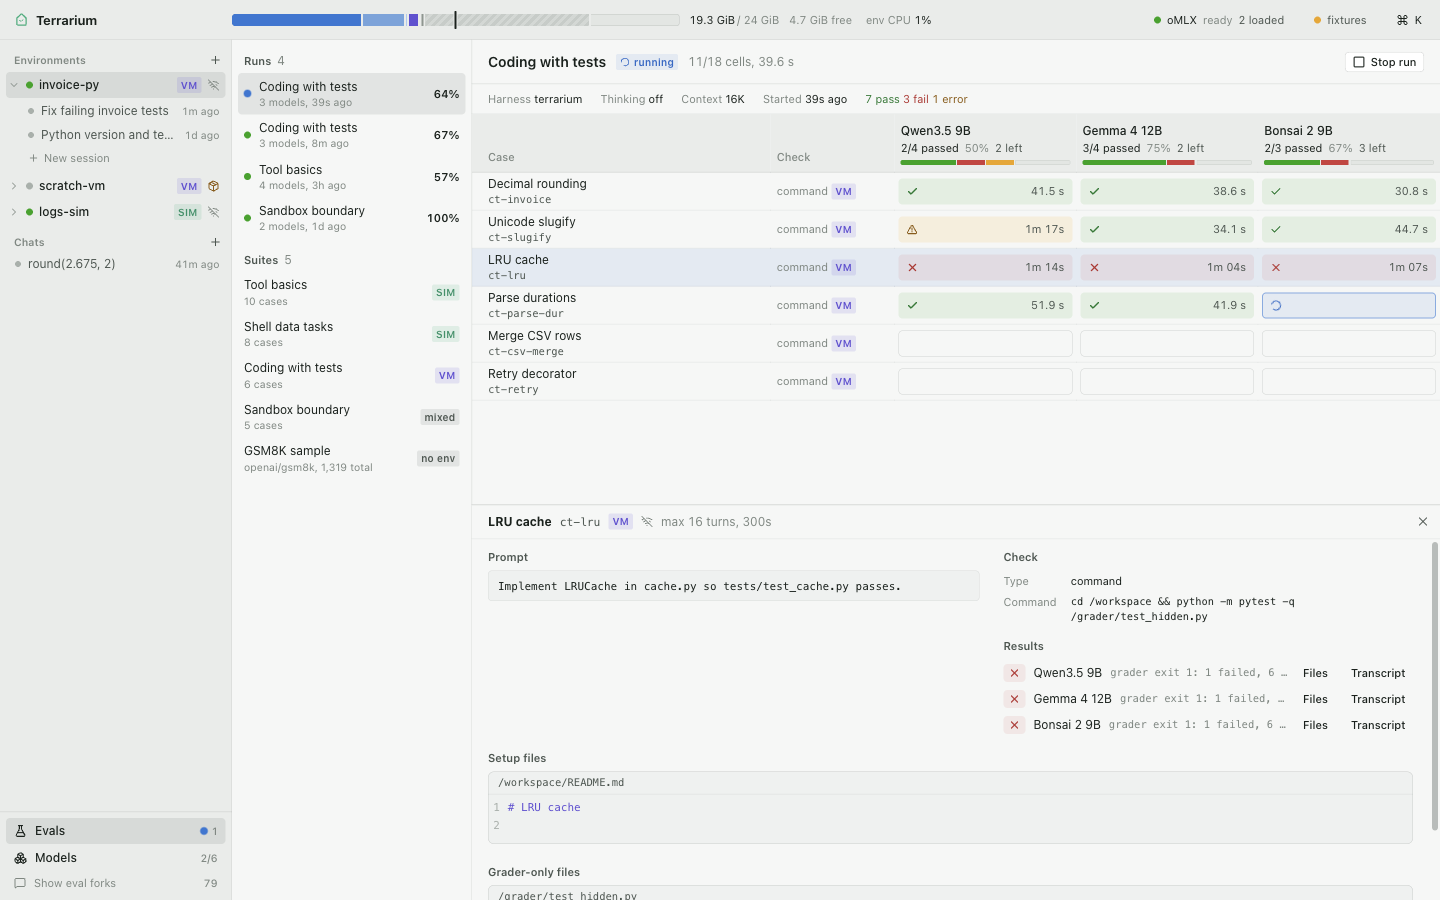 Terrarium
19.3 GiB / 24 GiB 4.7 GiB free env CPU 1%
oMLX ready 2 loaded
fixtures
⌘ K
Environments
invoice-py VM
Fix failing invoice tests 1m ago
Python version and te... 1d ago
New session
scratch-vm VM
logs-sim SIM
Chats
round(2.675, 2) 41m ago
Evals 1
Models 2/6
Show eval forks 79
Runs 4
Coding with tests
3 models, 39s ago
64%
Coding with tests
3 models, 8m ago
67%
Tool basics
4 models, 3h ago
57%
Sandbox boundary
2 models, 1d ago
100%
Suites 5
Tool basics
10 cases
SIM
Shell data tasks
8 cases
SIM
Coding with tests
6 cases
VM
Sandbox boundary
5 cases
mixed
GSM8K sample
openai/gsm8k, 1,319 total
no env
Coding with tests running 11/18 cells, 39.6 s
Stop run
Harness terrarium Thinking off Context 16K Started 39s ago 7 pass 3 fail 1 error
Case Check
Qwen3.5 9B
2/4 passed 50% 2 left
Gemma 4 12B
3/4 passed 75% 2 left
Bonsai 2 9B
2/3 passed 67% 3 left
Decimal rounding
ct-invoice
command VM 41.5 s 38.6 s 30.8 s
Unicode slugify
ct-slugify
command VM 1m 17s 34.1 s 44.7 s
LRU cache
ct-lru
command VM 1m 14s 1m 04s 1m 07s
Parse durations
ct-parse-dur
command VM 51.9 s 41.9 s
Merge CSV rows
ct-csv-merge
command VM
Retry decorator
ct-retry
command VM
LRU cache ct-lru VM max 16 turns, 300s
Prompt
Implement LRUCache in cache.py so tests/test_cache.py passes.
Check
Type command
Command cd /workspace && python -m pytest -q
/grader/test_hidden.py
Results
Qwen3.5 9B grader exit 1: 1 failed, 6 … Files Transcript
Gemma 4 12B grader exit 1: 1 failed, … Files Transcript
Bonsai 2 9B grader exit 1: 1 failed, 6 … Files Transcript
Setup files
/workspace/README.md
1 # LRU cache
2
Grader-only files
/grader/test_hidden.py